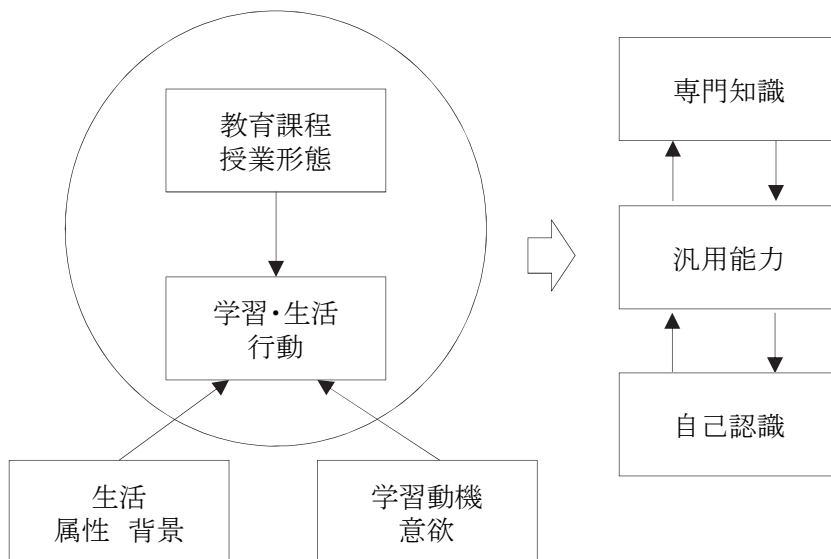 教育課程
授業形態
学習・生活
行動
生活
属性 背景
学習動機
意欲
専門知識
汎用能力
自己認識